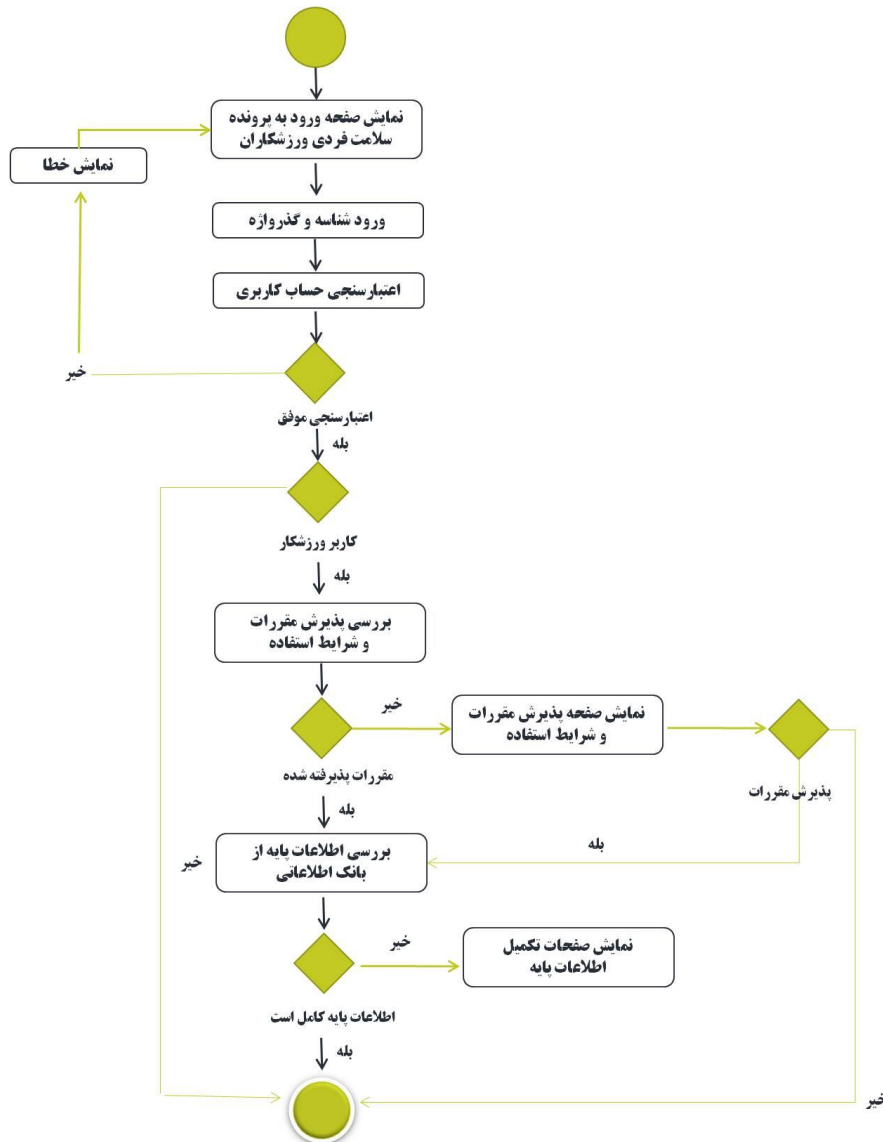 نمایش صفحه ورود به پرونده
سلامت فردی ورزشکاران
نمایش خطا
ورود شناسه و گذرواژه
اعتبارسنجی حساب کاربری
خیر
اعتبارسنجی موفق
بله
کاربر ورزشکار
بله
بررسی پذیرش مقررات
و شرایط استفاده
خیر
نمایش صفحه پذیرش مقررات
و شرایط استفاده
مقررات پذیرفته شده
پذیرش مقررات
بله
بله
بررسی اطلاعات پایه از
بانک اطلاعاتی
خیر
خیر
نمایش صفحات تکمیل
اطلاعات پایه
اطلاعات پایه کامل است
بله
خیر